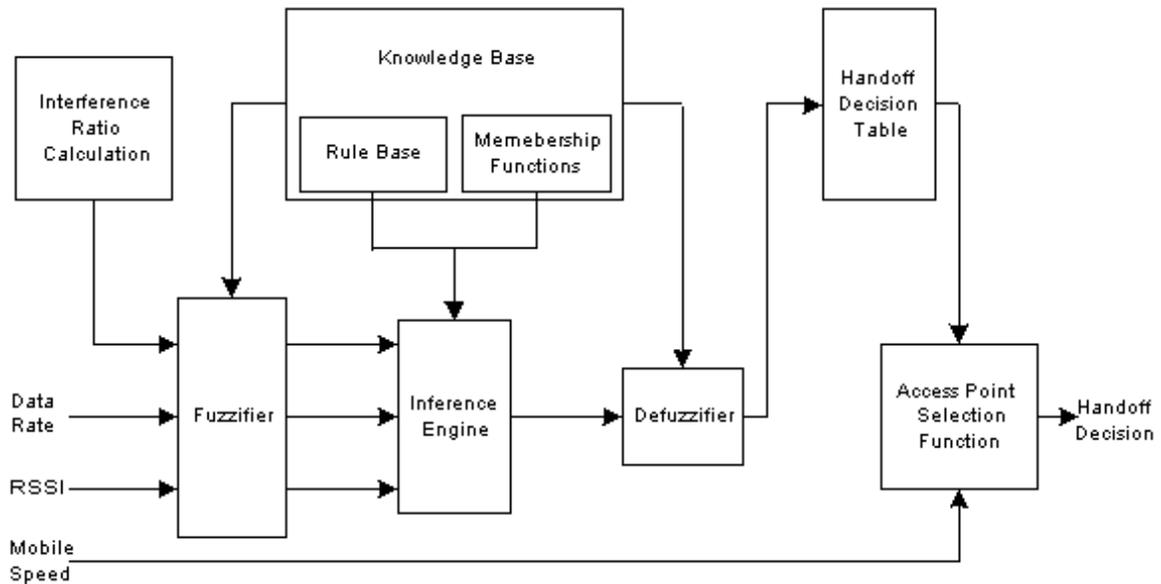 Interference
Ratio
Calculation
Knowledge Base
Rule Base
Memebership
Functions
Handoff
Decision
Table
Data
Rate
RSSI
Mobile
Speed
Fuzzifier
Inference
Engine
Defuzzifier
Access Point
Selection
Function
Handoff
Decision